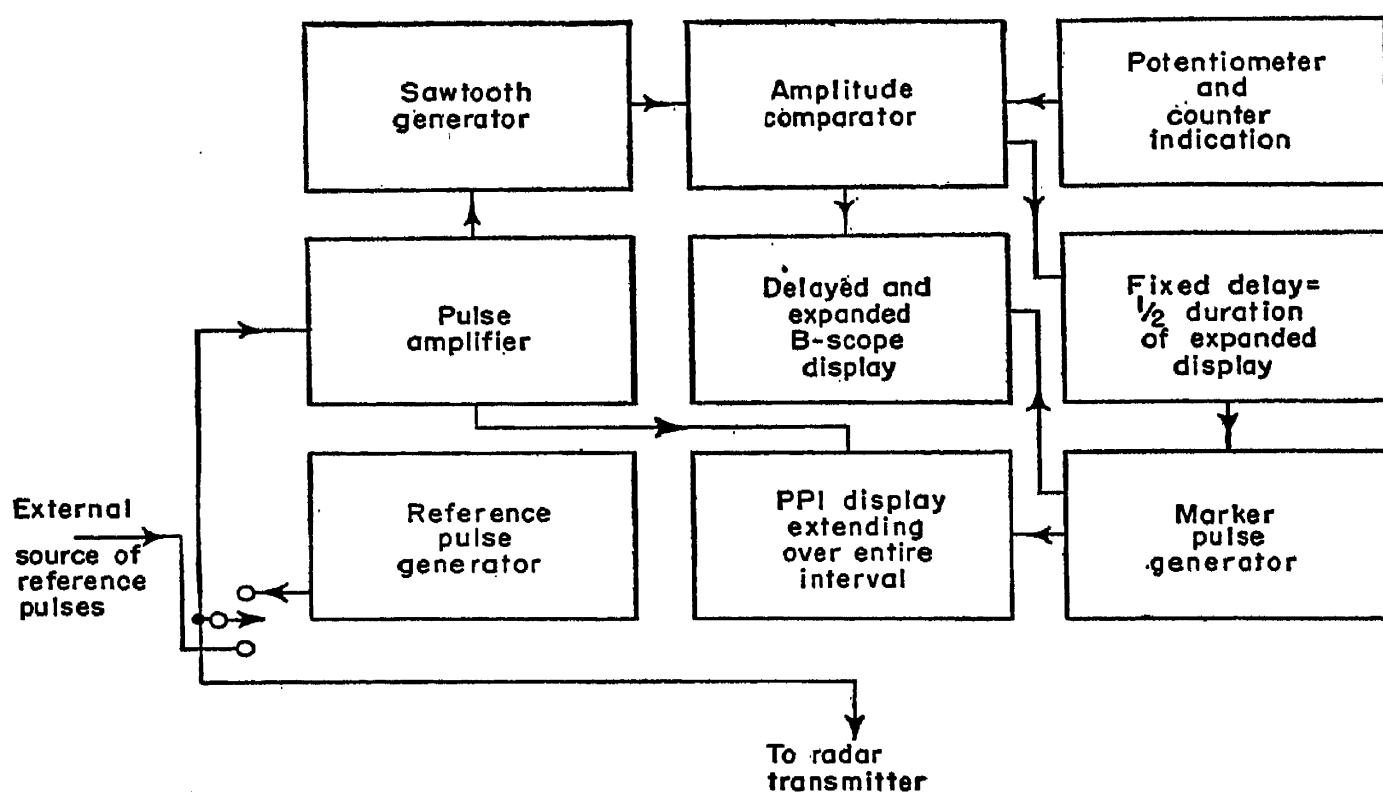 Sawtooth
generator
Amplitude
comparator
Potentiometer
and
counter
indication
Pulse
amplifier
Delayed and
expanded
B-scope
display
Fixed delay=
½ duration
of expanded
display
External
source of
reference
pulses
Reference
pulse
generator
PPI display
extending
over entire
interval
Marker
pulse
generator
To radar
transmitter